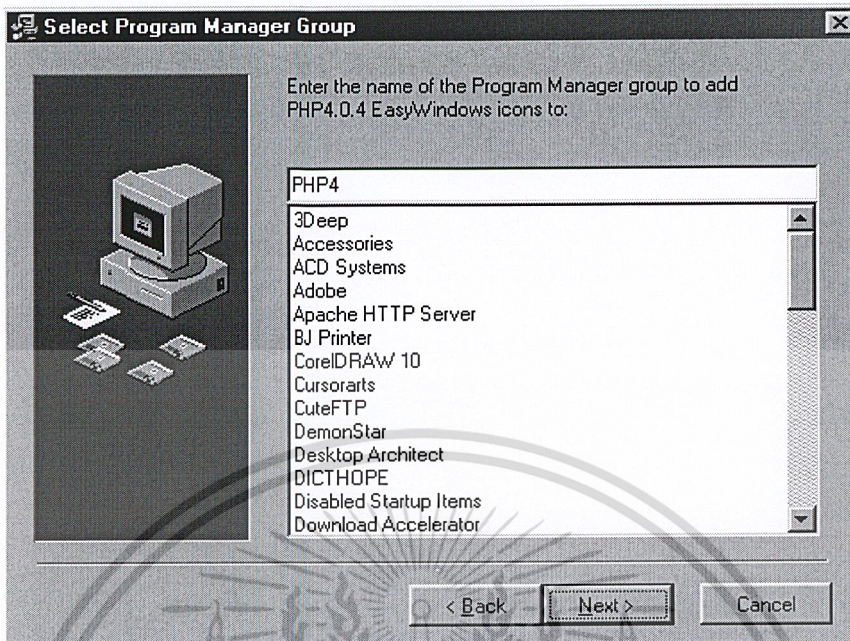 Select Program Manager Group
Enter the name of the Program Manager group to add
PHP4.0.4 EasyWindows icons to:
PHP4
3Deep
Accessories
ACD Systems
Adobe
Apache HTTP Server
BJ Printer
CorelDRAW 10
Cursorarts
CuteFTP
DemonStar
Desktop Architect
DICTHOPE
Disabled Startup Items
Download Accelerator
< Back Next > Cancel